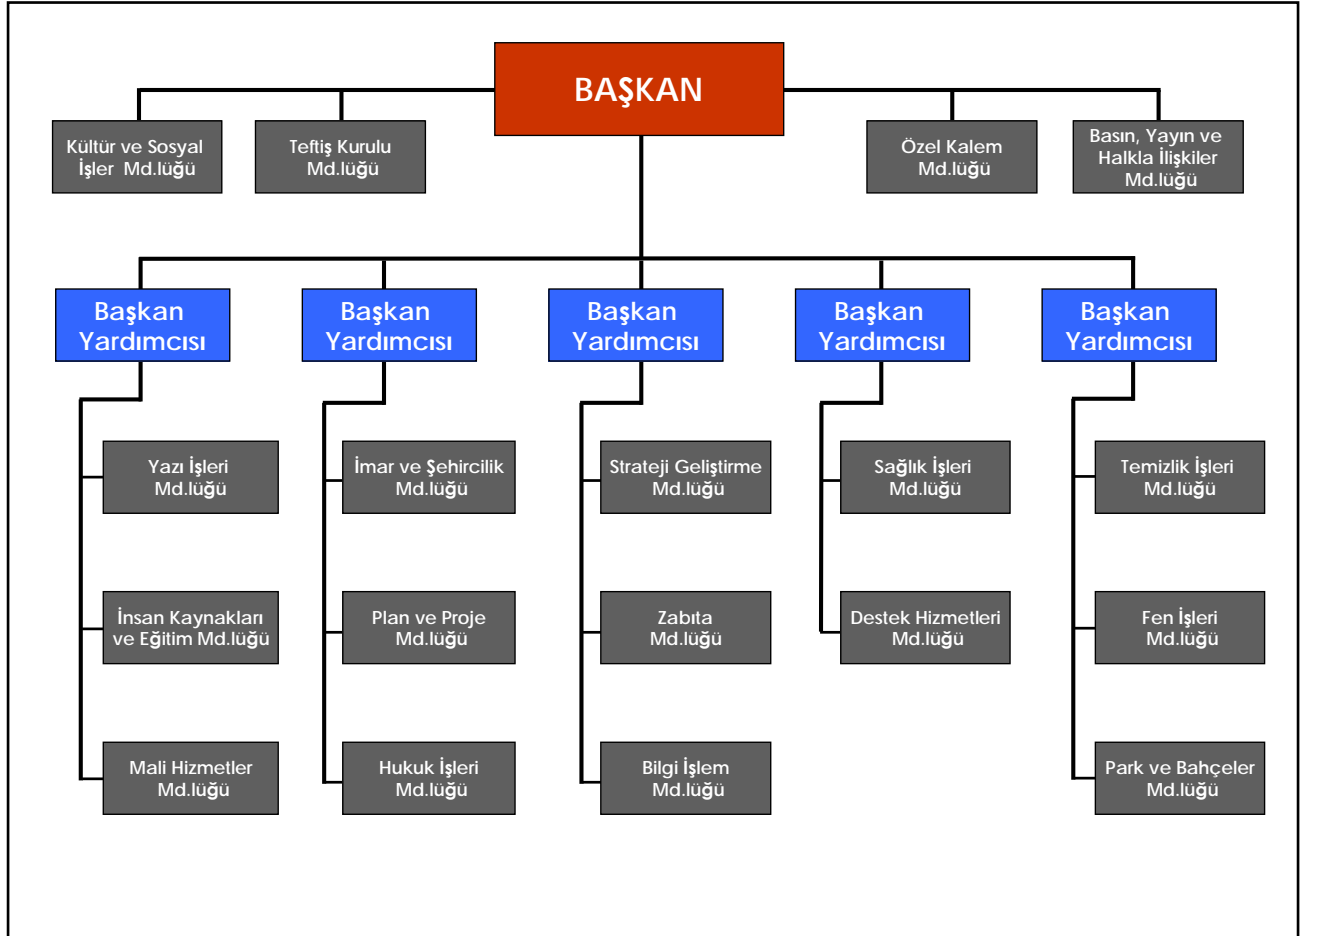 BAŞKAN
Kültür ve Sosyal
İşler Md.lüğü
Teftiş Kurulu
Md.lüğü
Özel Kalem
Md.lüğü
Basın, Yayın ve
Halkla İlişkiler
Md.lüğü
Başkan
Yardımcısı
Başkan
Yardımcısı
Başkan
Yardımcısı
Başkan
Yardımcısı
Başkan
Yardımcısı
Yazı İşleri
Md.lüğü
İmar ve Şehircilik
Md.lüğü
Strateji Geliştirme
Md.lüğü
Sağlık İşleri
Md.lüğü
Temizlik İşleri
Md.lüğü
İnsan Kaynakları
ve Eğitim Md.lüğü
Plan ve Proje
Md.lüğü
Zabıta
Md.lüğü
Destek Hizmetleri
Md.lüğü
Fen İşleri
Md.lüğü
Mali Hizmetler
Md.lüğü
Hukuk İşleri
Md.lüğü
Bilgi İşlem
Md.lüğü
Park ve Bahçeler
Md.lüğü